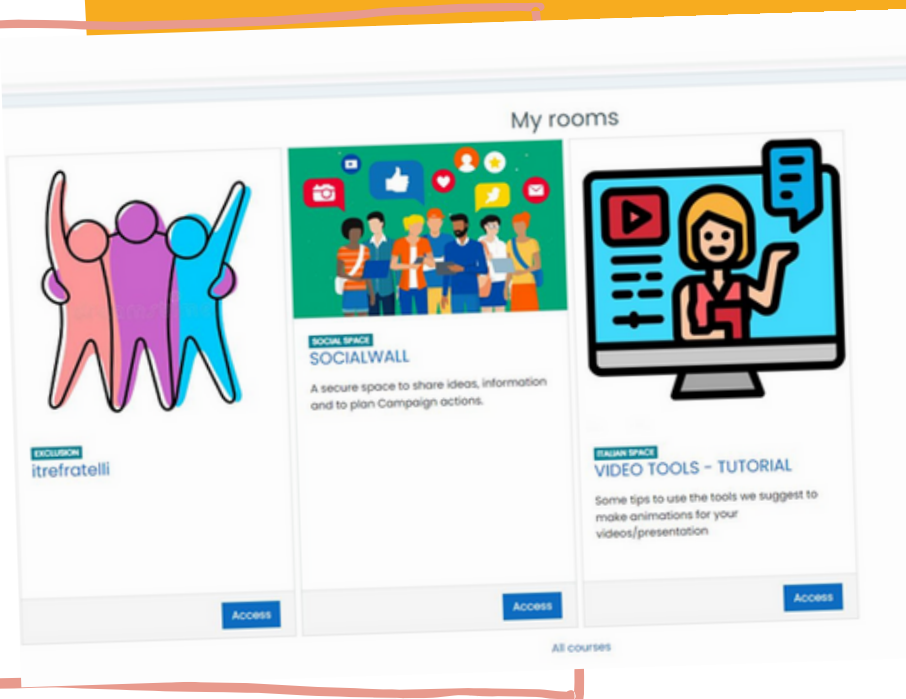 My rooms
EXCLUSION
itrefratelli
Access
SOCIAL SPACE
SOCIALWALL
A secure space to share ideas, information
and to plan Campaign actions.
Access
ITALIAN SPACE
VIDEO TOOLS - TUTORIAL
Some tips to use the tools we suggest to
make animations for your
videos/presentation
Access
All courses